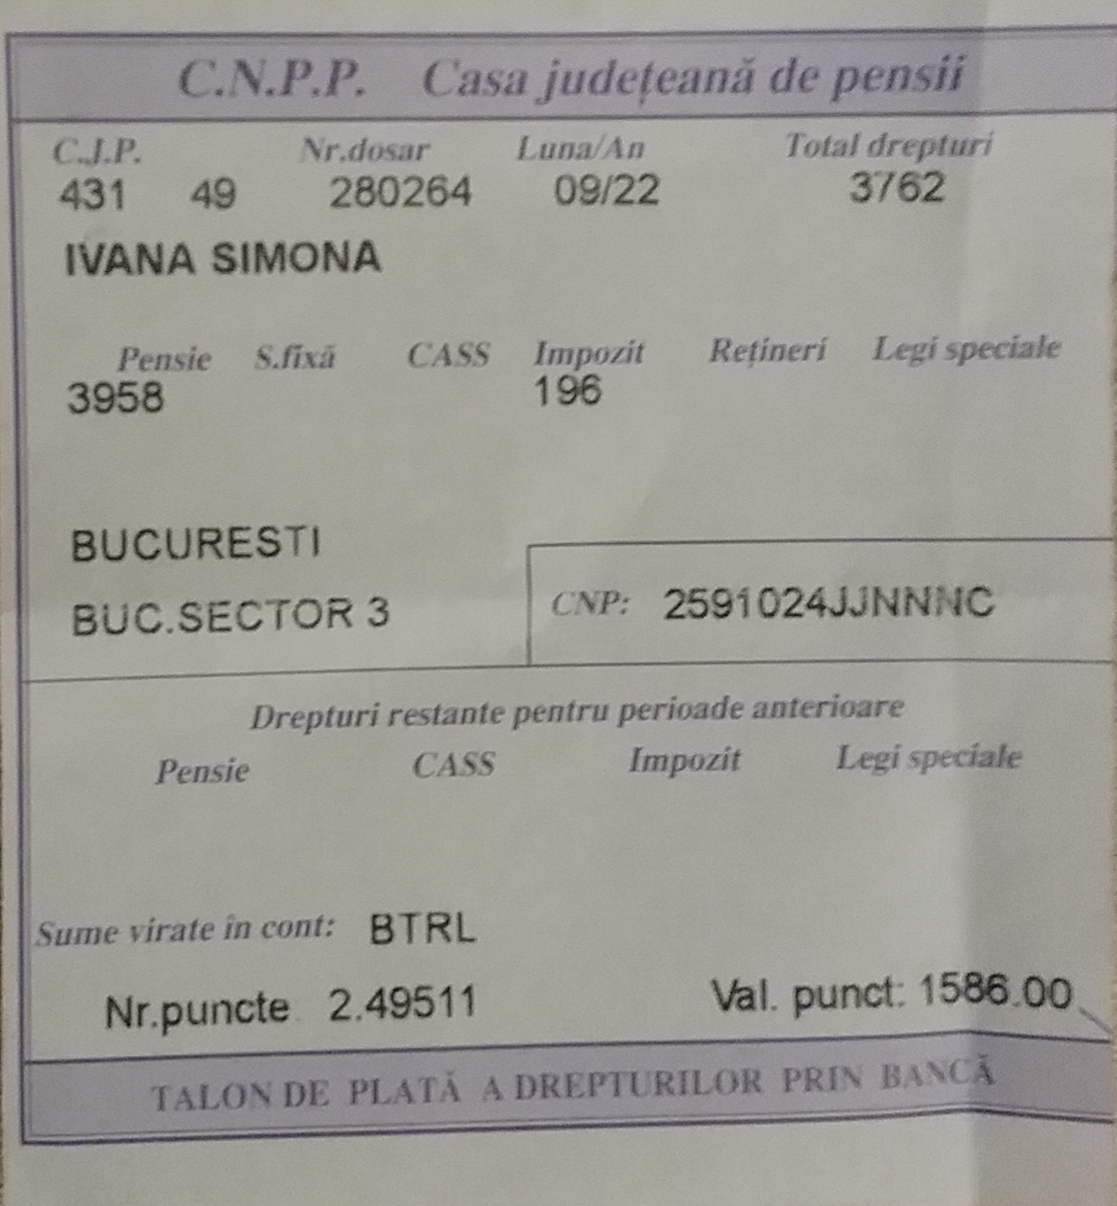 C.N.P.P. Casa județeană de pensii
C.J.P. Nr.dosar Luna/An Total drepturi
431 49 280264 09/22 3762
IVANA SIMONA
Pensie S.fixă CASS Impozit Rețineri Legi speciale
3958 196
BUCURESTI
BUC.SECTOR 3
CNP: 2591024JJNNNC
Drepturi restante pentru perioade anterioare
Pensie CASS Impozit Legi speciale
Sume virate în cont: BTRL
Nr.puncte 2.49511 Val. punct: 1586.00
TALON DE PLATĂ A DREPTURILOR PRIN BANCĂ